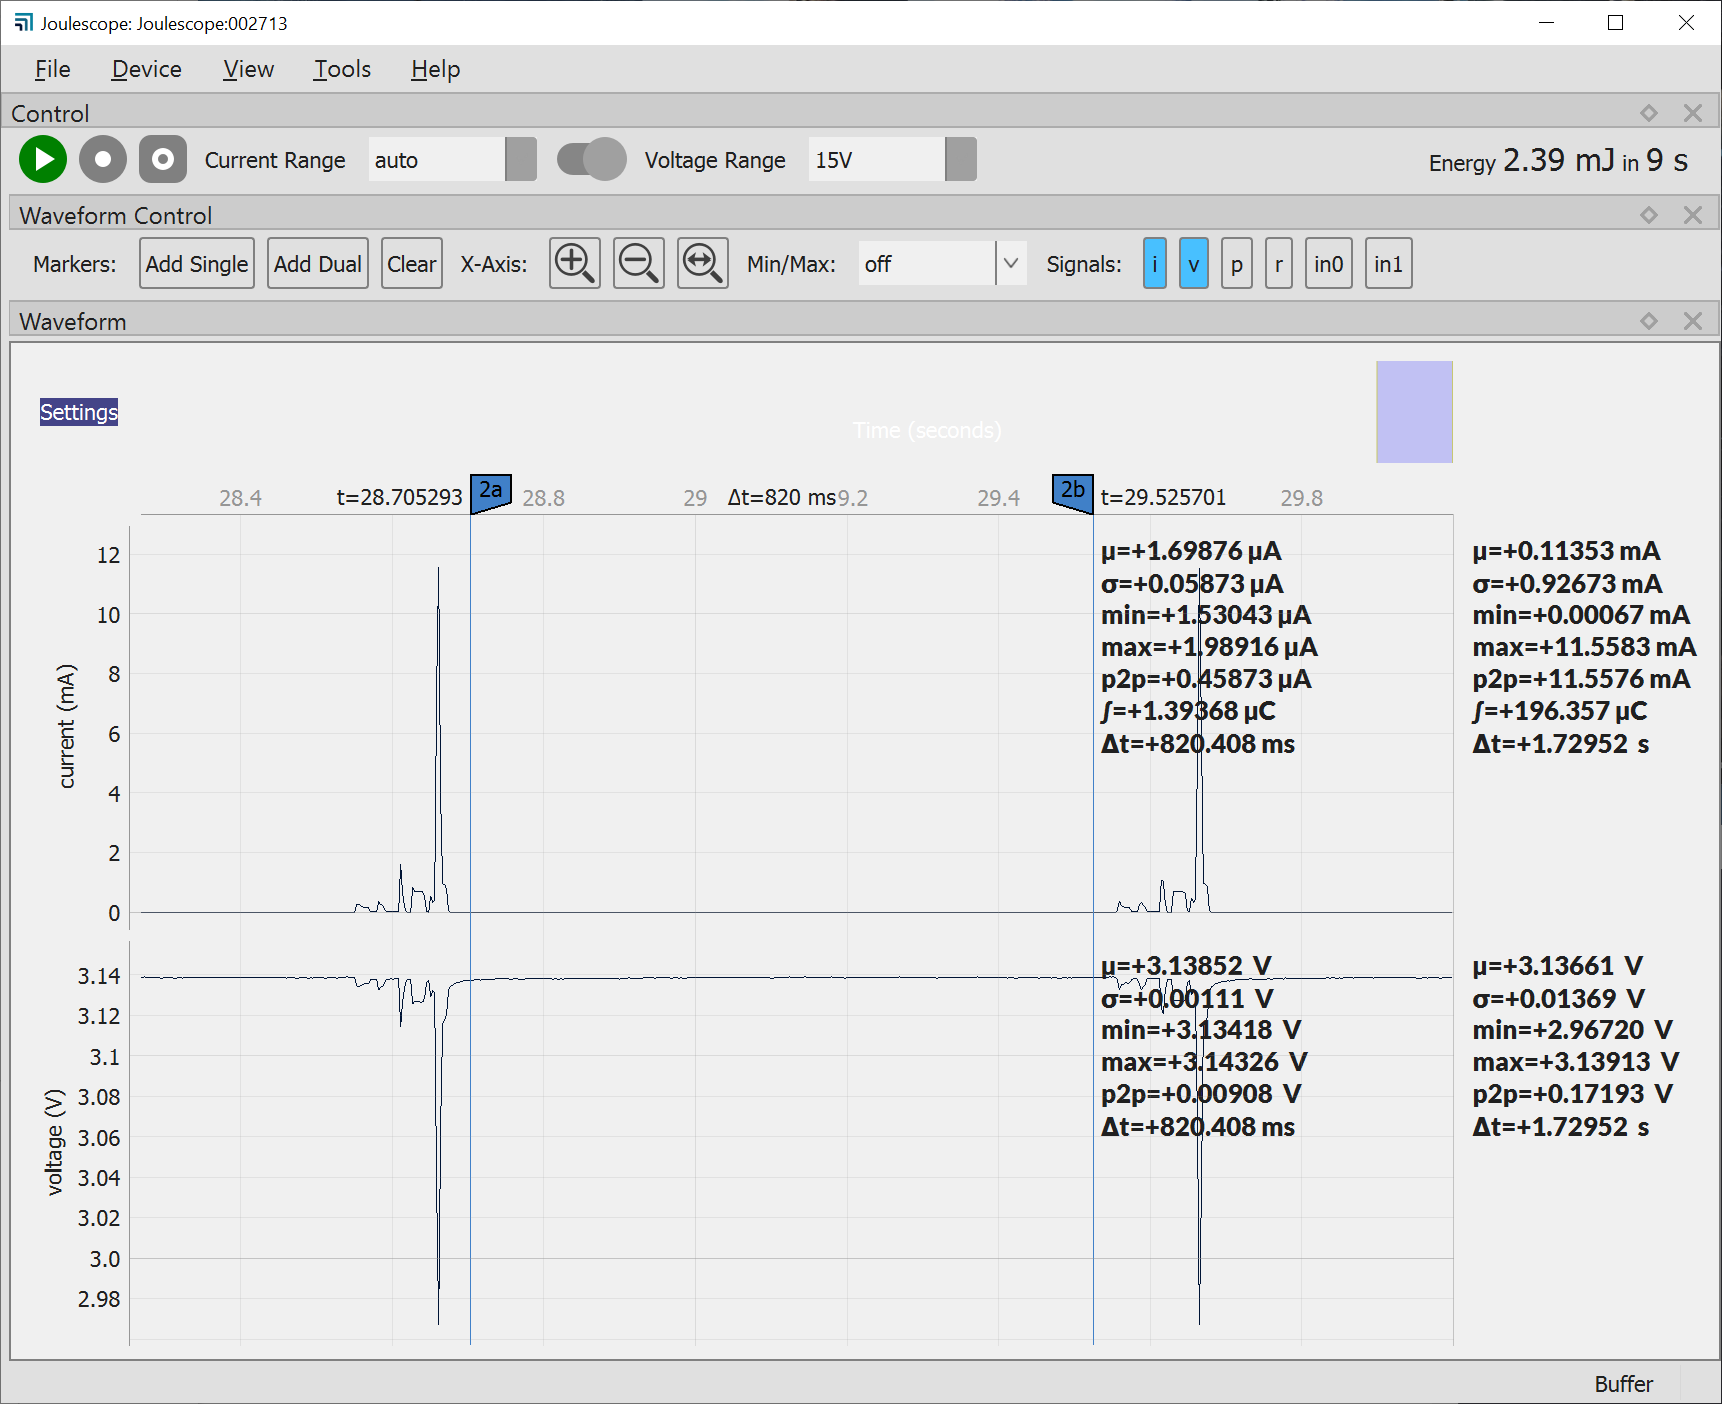 Joulescope: Joulescope:002713
File Device View Tools Help
Control
Current Range auto Voltage Range 15V Energy 2.39 mJ in 9 s
Waveform Control
Markers: Add Single Add Dual Clear X-Axis: Min/Max: off Signals: i v p r in0 in1
Waveform
Settings
Time (seconds)
28.4 t=28.705293 2a 28.8 29 Δt=820 ms 9.2 29.4 2b t=29.525701 29.8
current (mA)
12
10
8
6
4
2
0
μ=+1.69876 μA
σ=+0.05873 μA
min=+1.53043 μA
max=+1.98916 μA
p2p=+0.45873 μA
∫=+1.39368 μC
Δt=+820.408 ms
μ=+0.11353 mA
σ=+0.92673 mA
min=+0.00067 mA
max=+11.5583 mA
p2p=+11.5576 mA
∫=+196.357 μC
Δt=+1.72952 s
voltage (V)
3.14
3.12
3.1
3.08
3.06
3.04
3.02
3.0
2.98
μ=+3.13852 V
σ=+0.00111 V
min=+3.13418 V
max=+3.14326 V
p2p=+0.00908 V
Δt=+820.408 ms
μ=+3.13661 V
σ=+0.01369 V
min=+2.96720 V
max=+3.13913 V
p2p=+0.17193 V
Δt=+1.72952 s
Buffer